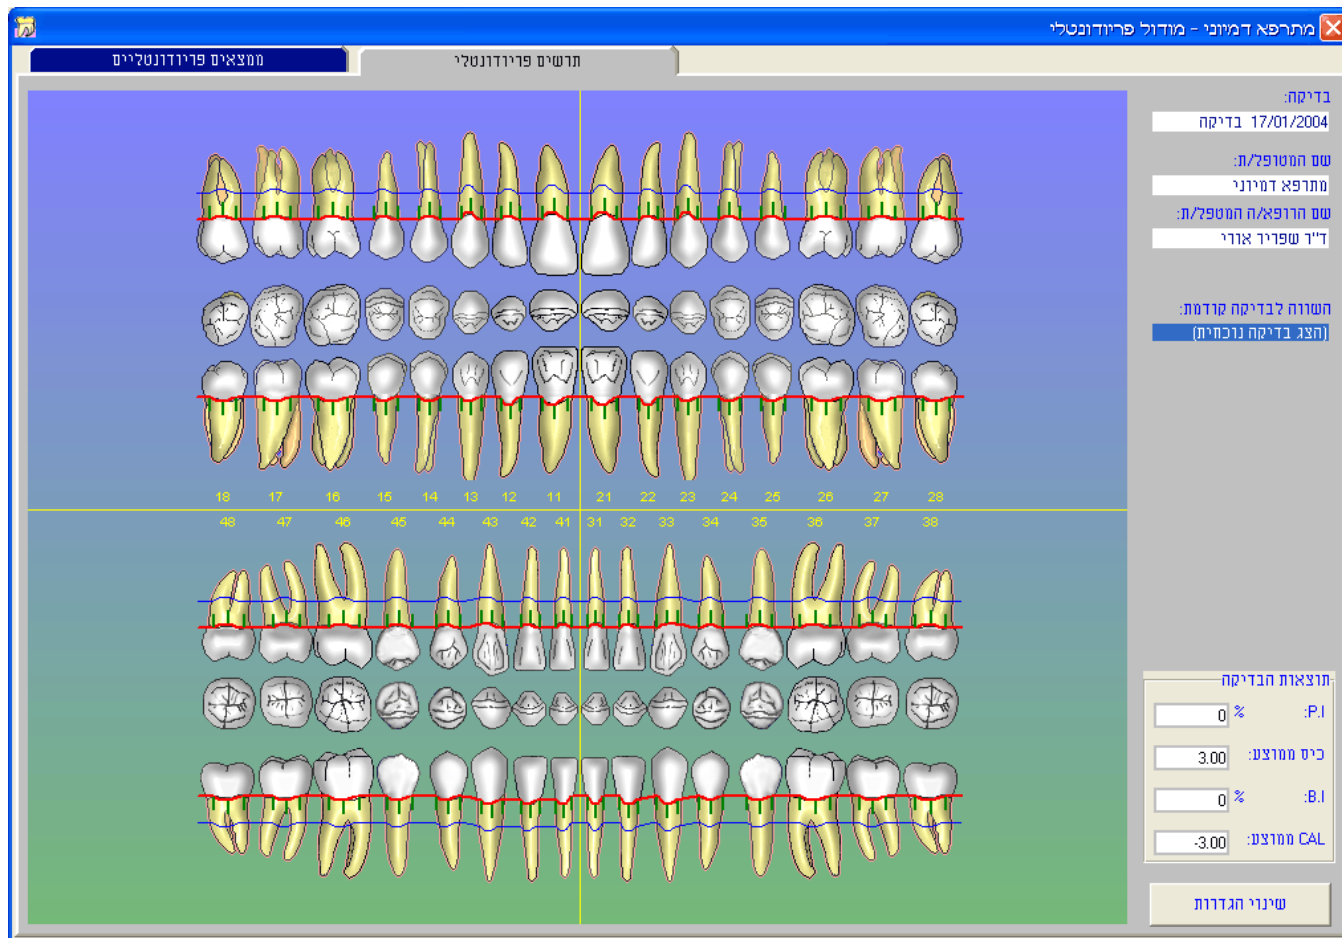 מתרפא דמיוני - מודול פריודונטלי
תרשים פריודונטלי
ממצאים פריודונטליים
בדיקה:
17/01/2004 בדיקה
שם המטופל/ת:
מתרפא דמיוני
שם הרופא/ה המטפל/ת:
ד"ר שפריר אורי
השווה לבדיקה קודמת:
(הצג בדיקה נוכחית)
18 17 16 15 14 13 12 11 21 22 23 24 25 26 27 28
48 47 46 45 44 43 42 41 31 32 33 34 35 36 37 38
תוצאות הבדיקה
P.I: 0 %
כיס ממוצע: 3.00
B.I: 0 %
CAL ממוצע: -3.00
שינוי הגדרות